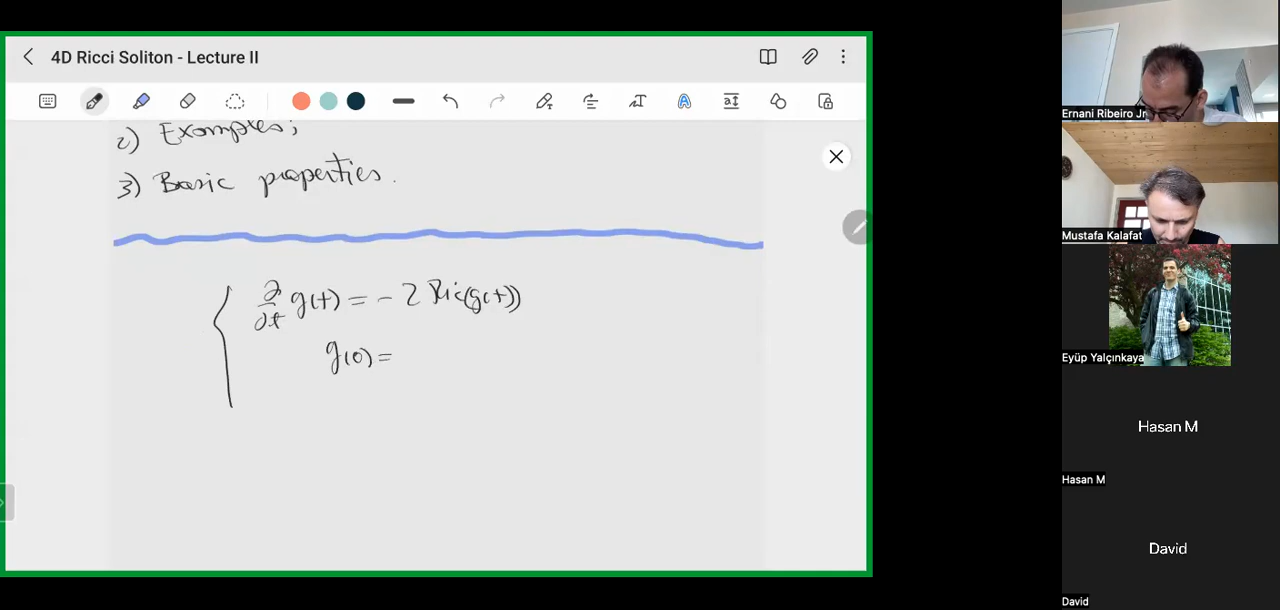 4D Ricci Soliton - Lecture II
2) Examples;
3) Basic properties.
∂/∂t g(t) = -2 Ric(g(t))
g(0) =
Ernani Ribeiro Jr
Mustafa Kalafat
Eyüp Yalçınkaya
Hasan M
Hasan M
David
David